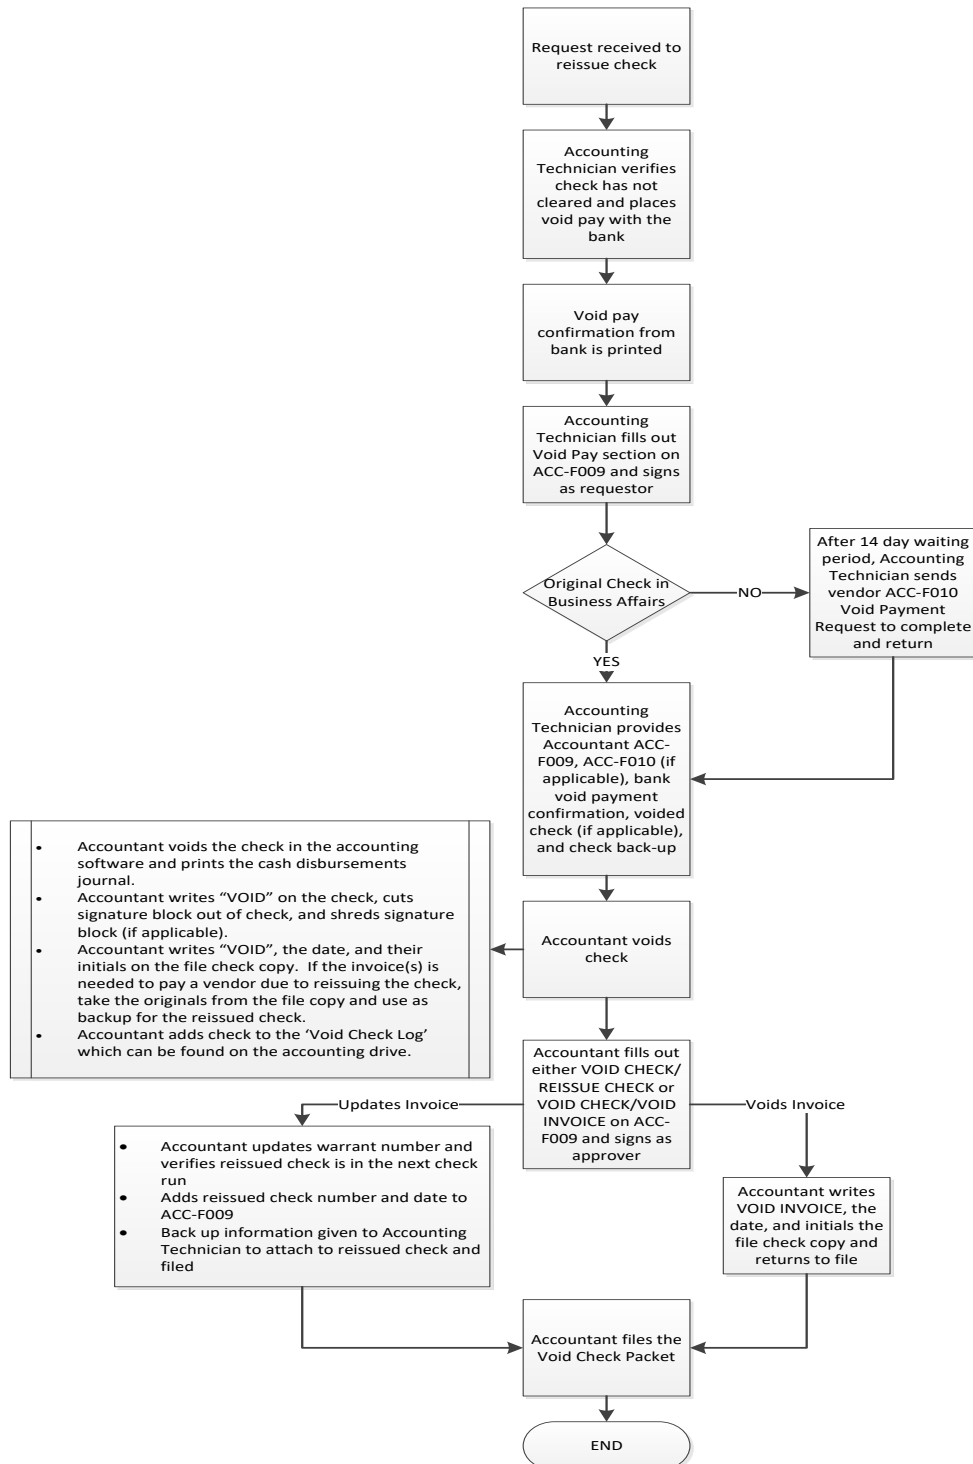 Request received to
reissue check
Accounting
Technician verifies
check has not
cleared and places
void pay with the
bank
Void pay
confirmation from
bank is printed
Accounting
Technician fills out
Void Pay section on
ACC-F009 and signs
as requestor
Original Check in
Business Affairs
NO
After 14 day waiting
period, Accounting
Technician sends
vendor ACC-F010
Void Payment
Request to complete
and return
YES
Accounting
Technician provides
Accountant ACC-
F009, ACC-F010 (if
applicable), bank
void payment
confirmation, voided
check (if applicable),
and check back-up
Accountant voids
check
• Accountant voids the check in the accounting
software and prints the cash disbursements
journal.
• Accountant writes “VOID” on the check, cuts
signature block out of check, and shreds signature
block (if applicable).
• Accountant writes “VOID”, the date, and their
initials on the file check copy.  If the invoice(s) is
needed to pay a vendor due to reissuing the check,
take the originals from the file copy and use as
backup for the reissued check.
• Accountant adds check to the ‘Void Check Log’
which can be found on the accounting drive.
Accountant fills out
either VOID CHECK/
REISSUE CHECK or
VOID CHECK/VOID
INVOICE on ACC-
F009 and signs as
approver
Updates Invoice
Voids Invoice
• Accountant updates warrant number and
verifies reissued check is in the next check
run
• Adds reissued check number and date to
ACC-F009
• Back up information given to Accounting
Technician to attach to reissued check and
filed
Accountant writes
VOID INVOICE, the
date, and initials the
file check copy and
returns to file
Accountant files the
Void Check Packet
END